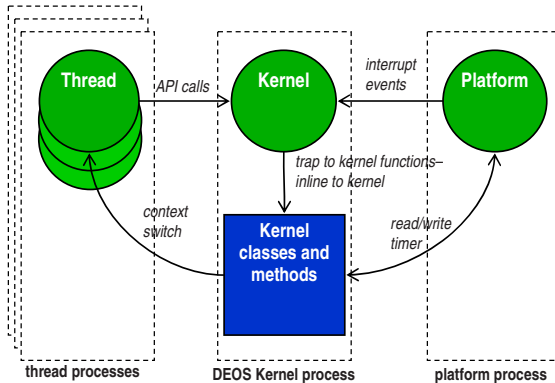 Thread
API calls
Kernel
interrupt
events
Platform
trap to kernel functions–
inline to kernel
context
switch
Kernel
classes and
methods
read/write
timer
thread processes
DEOS Kernel process
platform process